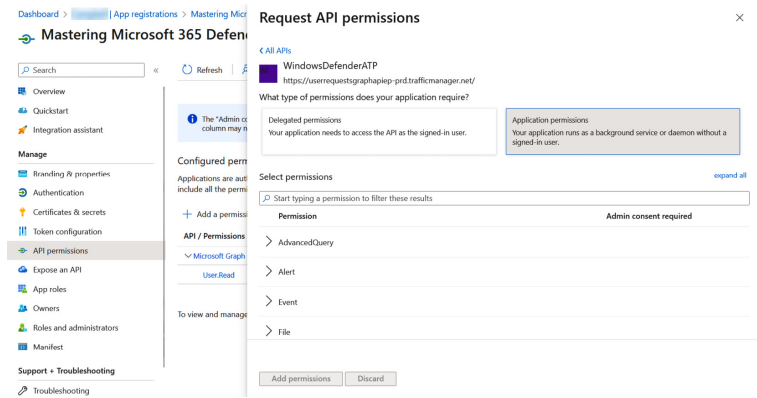 Dashboard > | App registrations > Mastering Micr
Mastering Microsoft 365 Defen
Search
«
Overview
Quickstart
Integration assistant
Manage
Branding & properties
Authentication
Certificates & secrets
Token configuration
API permissions
Expose an API
App roles
Owners
Roles and administrators
Manifest
Support + Troubleshooting
Troubleshooting
Refresh
The "Admin co
column may n
Configured perm
Applications are aut
include all the permi
Add a permiss
API / Permissions
Microsoft Graph
User.Read
To view and manage
Request API permissions
All APIs
WindowsDefenderATP
https://userrequestsgraphapiep-prd.trafficmanager.net/
What type of permissions does your application require?
Delegated permissions
Your application needs to access the API as the signed-in user.
Application permissions
Your application runs as a background service or daemon without a
signed-in user.
Select permissions
expand all
Start typing a permission to filter these results
Permission Admin consent required
AdvancedQuery
Alert
Event
File
Add permissions Discard